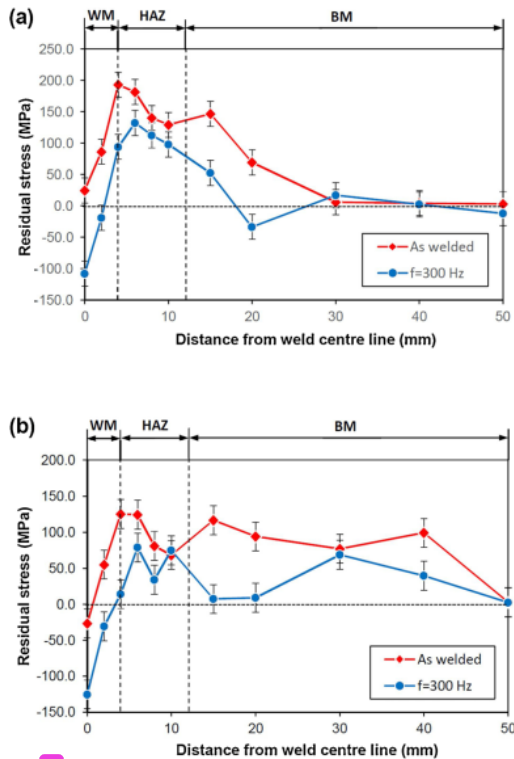 (a)
WM HAZ BM
250.0
200.0
150.0
100.0
50.0
0.0
-50.0
-100.0
-150.0
Residual stress (MPa)
As welded
f=300 Hz
0 10 20 30 40 50
Distance from weld centre line (mm)
(b)
WM HAZ BM
200.0
150.0
100.0
50.0
0.0
-50.0
-100.0
-150.0
Residual stress (MPa)
As welded
f=300 Hz
0 10 20 30 40 50
Distance from weld centre line (mm)